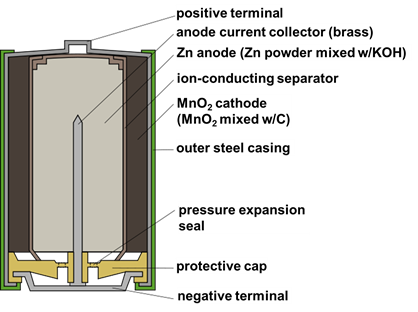 positive terminal
anode current collector (brass)
Zn anode (Zn powder mixed w/KOH)
ion-conducting separator
MnO₂ cathode
(MnO₂ mixed w/C)
outer steel casing
pressure expansion
seal
protective cap
negative terminal